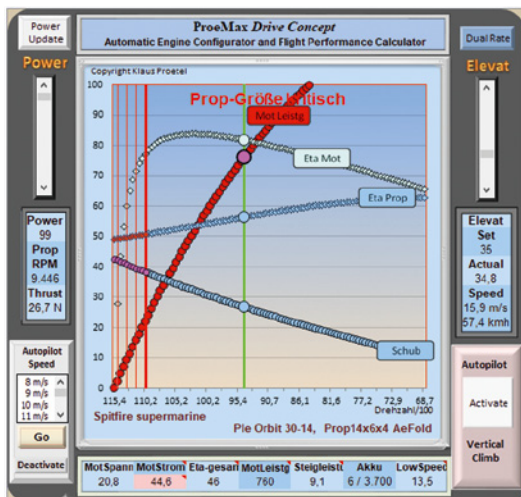 Power
Update
ProeMax Drive Concept
Automatic Engine Configurator and Flight Performance Calculator
Dual Rate
Power
Elevat
Copyright Klaus Proetel
Prop-Größe kritisch
Mot Leistg
Eta Mot
Eta Prop
Schub
100
90
80
70
60
50
40
30
20
10
0
115,4 110,2 105,2 100,2 95,4 90,7 86,1 81,6 77,2 72,9 68,7
Drehzahl/100
Spitfire supermarine
Ple Orbit 30-14, Prop14x6x4 AeFold
Power
99
Prop
RPM
9.446
Thrust
26,7 N
Elevat
Set
35
Actual
34,8
Speed
15,9 m/s
57,4 kmh
Autopilot
Speed
8 m/s
9 m/s
10 m/s
11 m/s
Go
Deactivate
Autopilot
Activate
Vertical
Climb
MotSpann MotStrom Eta-gesan MotLeistg Steigleist Akku LowSpeed
20,8 44,6 46 760 9,1 6 / 3.700 13,5